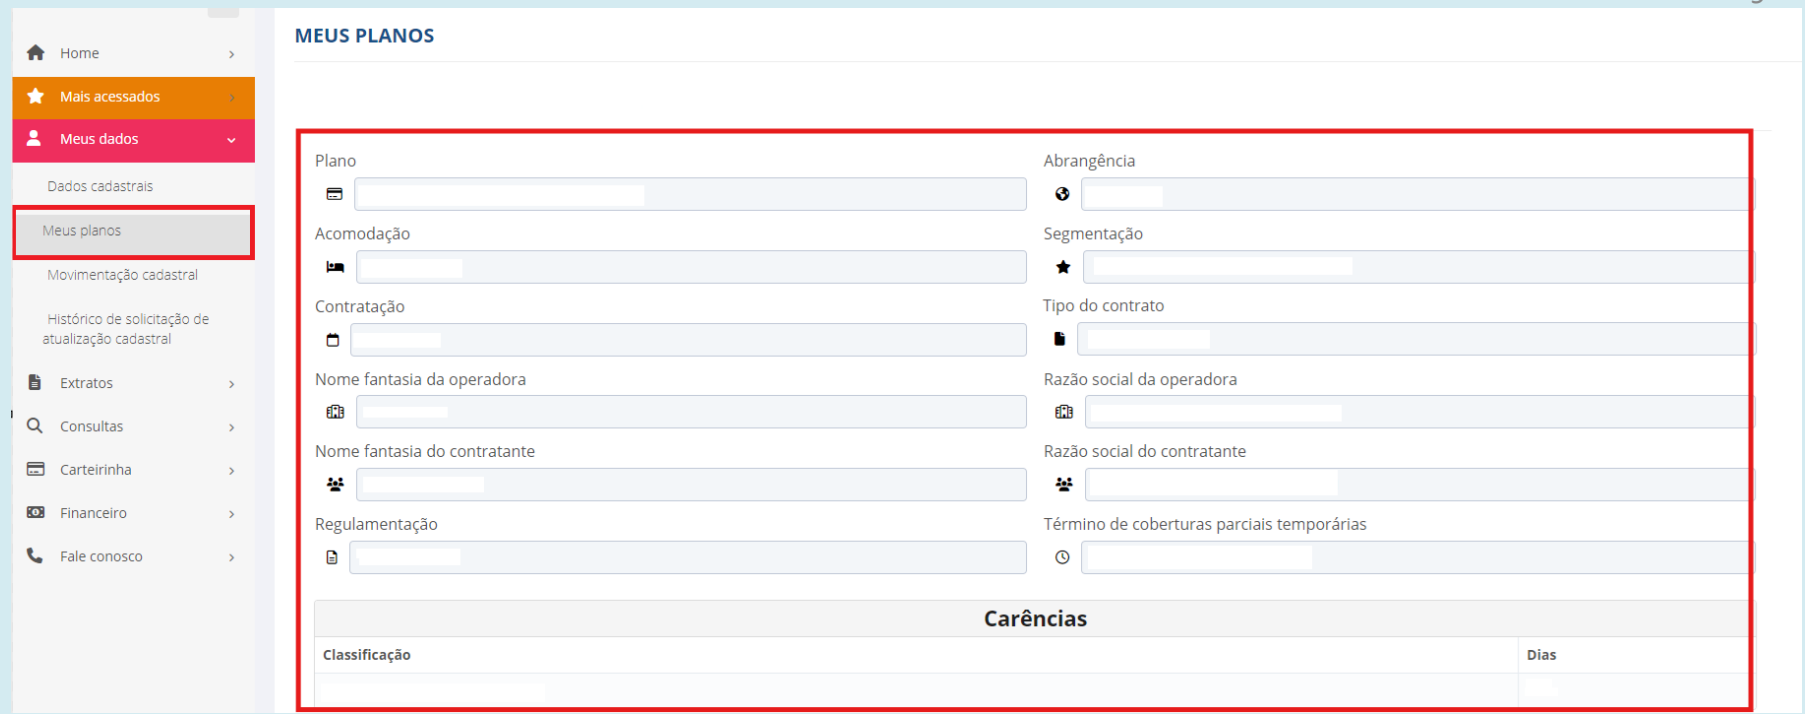 MEUS PLANOS
Home
Mais acessados
Meus dados
Dados cadastrais
Meus planos
Movimentação cadastral
Histórico de solicitação de
atualização cadastral
Extratos
Consultas
Carteirinha
Financeiro
Fale conosco
Plano
Abrangência
Acomodação
Segmentação
Contratação
Tipo do contrato
Nome fantasia da operadora
Razão social da operadora
Nome fantasia do contratante
Razão social do contratante
Regulamentação
Término de coberturas parciais temporárias
Carências
Classificação
Dias